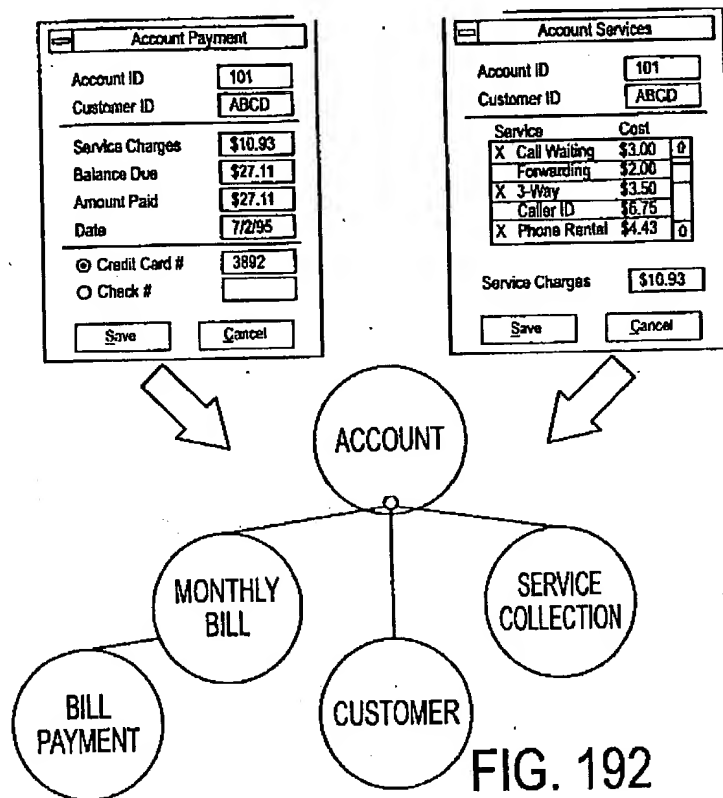 Account Payment
Account ID 101
Customer ID ABCD
Service Charges $10.93
Balance Due $27.11
Amount Paid $27.11
Date 7/2/95
Credit Card # 3892
Check #
Save Cancel
Account Services
Account ID 101
Customer ID ABCD
Service Cost
X Call Waiting $3.00
Forwarding $2.00
X 3-Way $3.50
Caller ID $6.75
X Phone Rental $4.43
Service Charges $10.93
Save Cancel
ACCOUNT
MONTHLY
BILL
SERVICE
COLLECTION
BILL
PAYMENT
CUSTOMER
FIG. 192